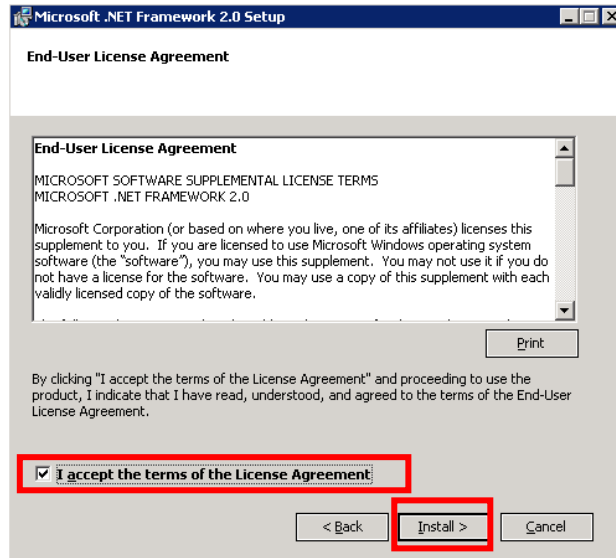 Microsoft .NET Framework 2.0 Setup
End-User License Agreement
End-User License Agreement
MICROSOFT SOFTWARE SUPPLEMENTAL LICENSE TERMS
MICROSOFT .NET FRAMEWORK 2.0
Microsoft Corporation (or based on where you live, one of its affiliates) licenses this
supplement to you.  If you are licensed to use Microsoft Windows operating system
software (the "software"), you may use this supplement.  You may not use it if you do
not have a license for the software.  You may use a copy of this supplement with each
validly licensed copy of the software.
Print
By clicking "I accept the terms of the License Agreement" and proceeding to use the
product, I indicate that I have read, understood, and agreed to the terms of the End-User
License Agreement.
I accept the terms of the License Agreement
< Back Install > Cancel